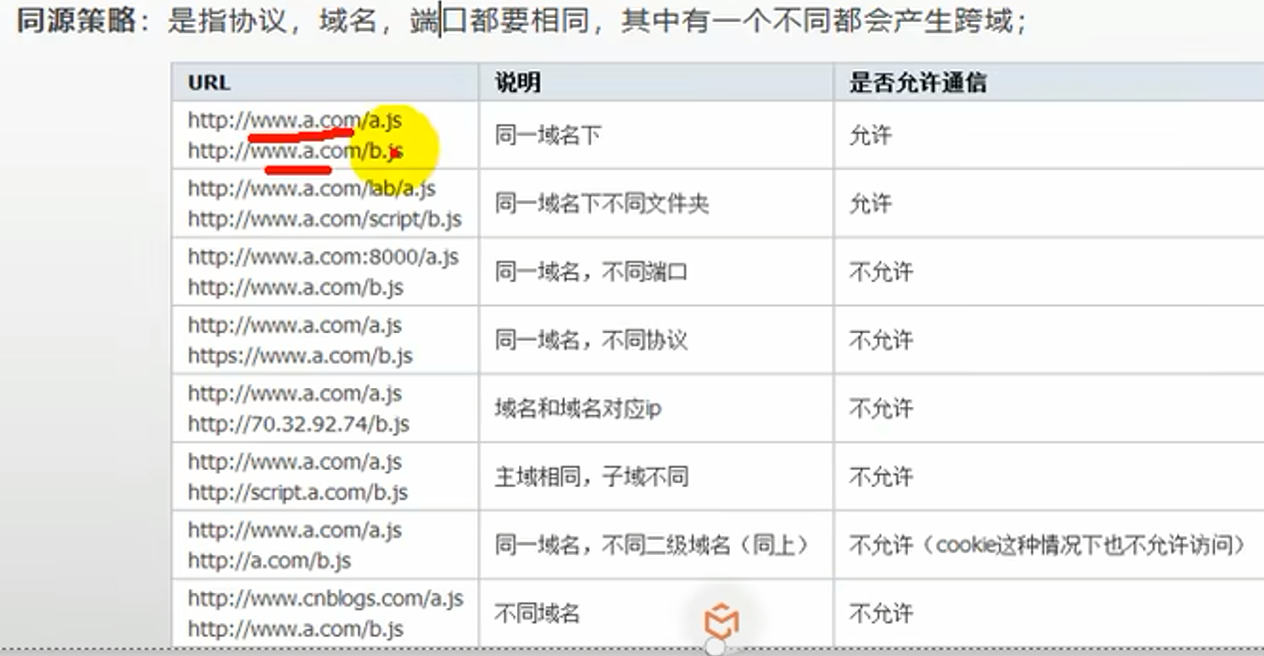 同源策略：是指协议，域名，端口都要相同，其中有一个不同都会产生跨域；
URL 说明 是否允许通信
http://www.a.com/a.js
http://www.a.com/b.js
同一域名下 允许
http://www.a.com/lab/a.js
http://www.a.com/script/b.js
同一域名下不同文件夹 允许
http://www.a.com:8000/a.js
http://www.a.com/b.js
同一域名，不同端口 不允许
http://www.a.com/a.js
https://www.a.com/b.js
同一域名，不同协议 不允许
http://www.a.com/a.js
http://70.32.92.74/b.js
域名和域名对应ip 不允许
http://www.a.com/a.js
http://script.a.com/b.js
主域相同，子域不同 不允许
http://www.a.com/a.js
http://a.com/b.js
同一域名，不同二级域名（同上） 不允许（cookie这种情况下也不允许访问）
http://www.cnblogs.com/a.js
http://www.a.com/b.js
不同域名 不允许